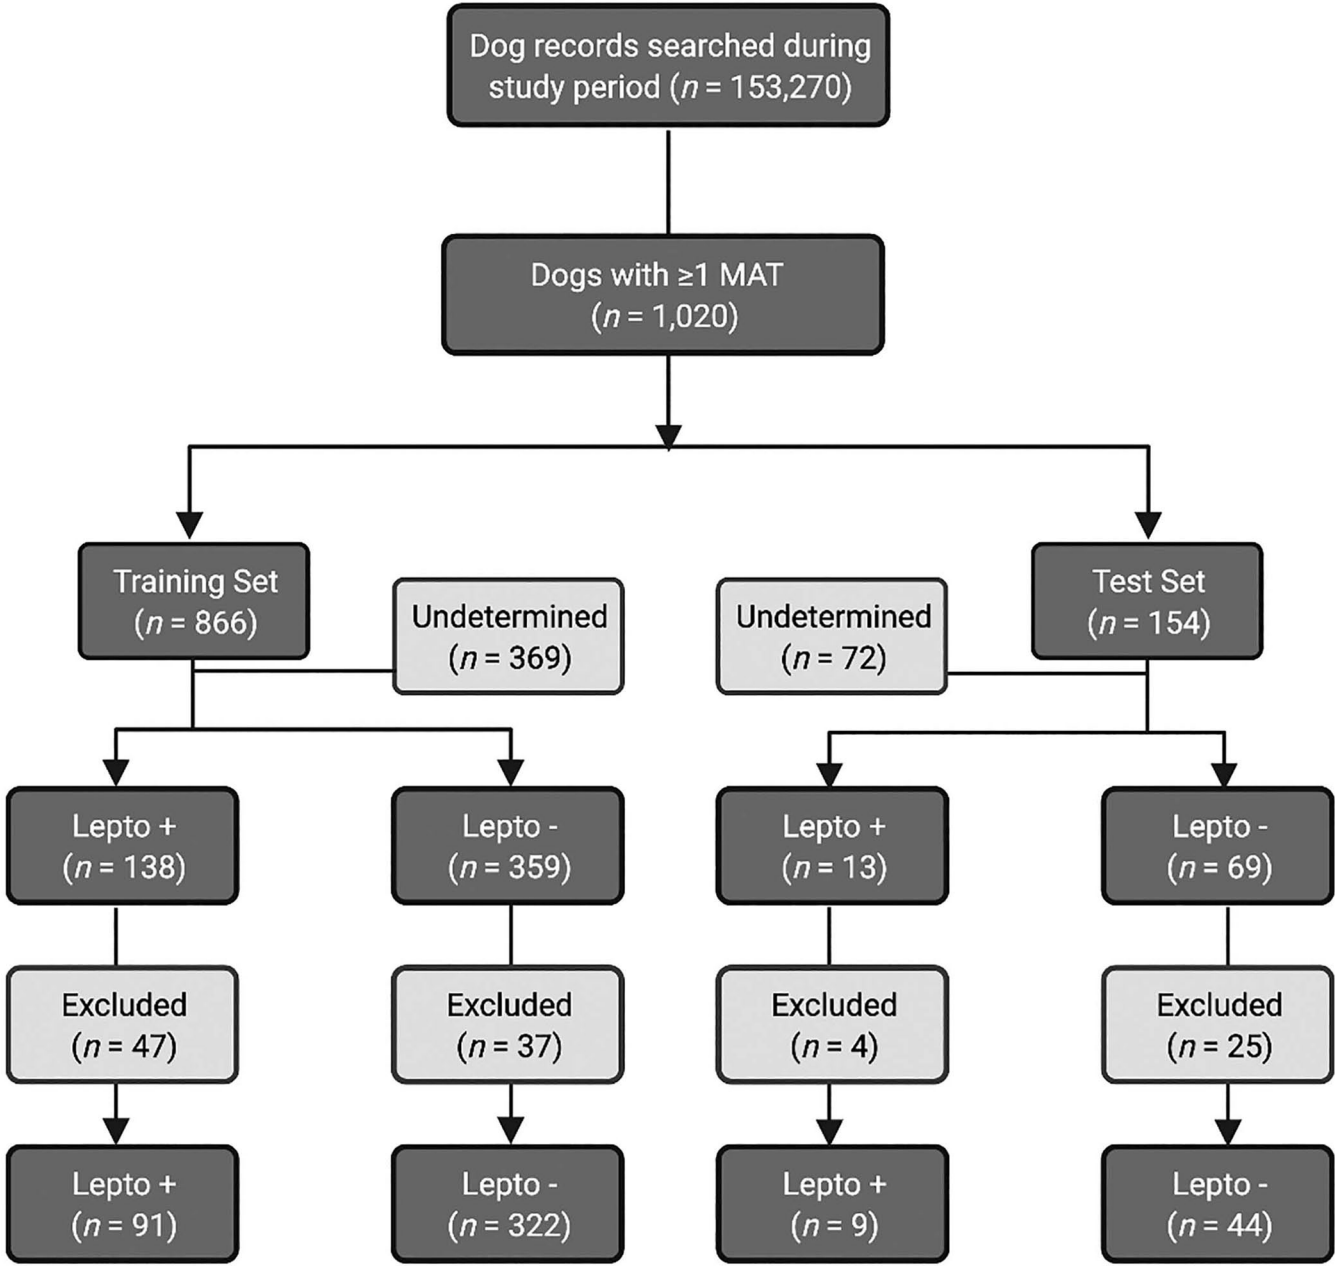 Dog records searched during
study period (n = 153,270)
Dogs with ≥1 MAT
(n = 1,020)
Training Set
(n = 866)
Undetermined
(n = 369)
Undetermined
(n = 72)
Test Set
(n = 154)
Lepto +
(n = 138)
Lepto -
(n = 359)
Lepto +
(n = 13)
Lepto -
(n = 69)
Excluded
(n = 47)
Excluded
(n = 37)
Excluded
(n = 4)
Excluded
(n = 25)
Lepto +
(n = 91)
Lepto -
(n = 322)
Lepto +
(n = 9)
Lepto -
(n = 44)